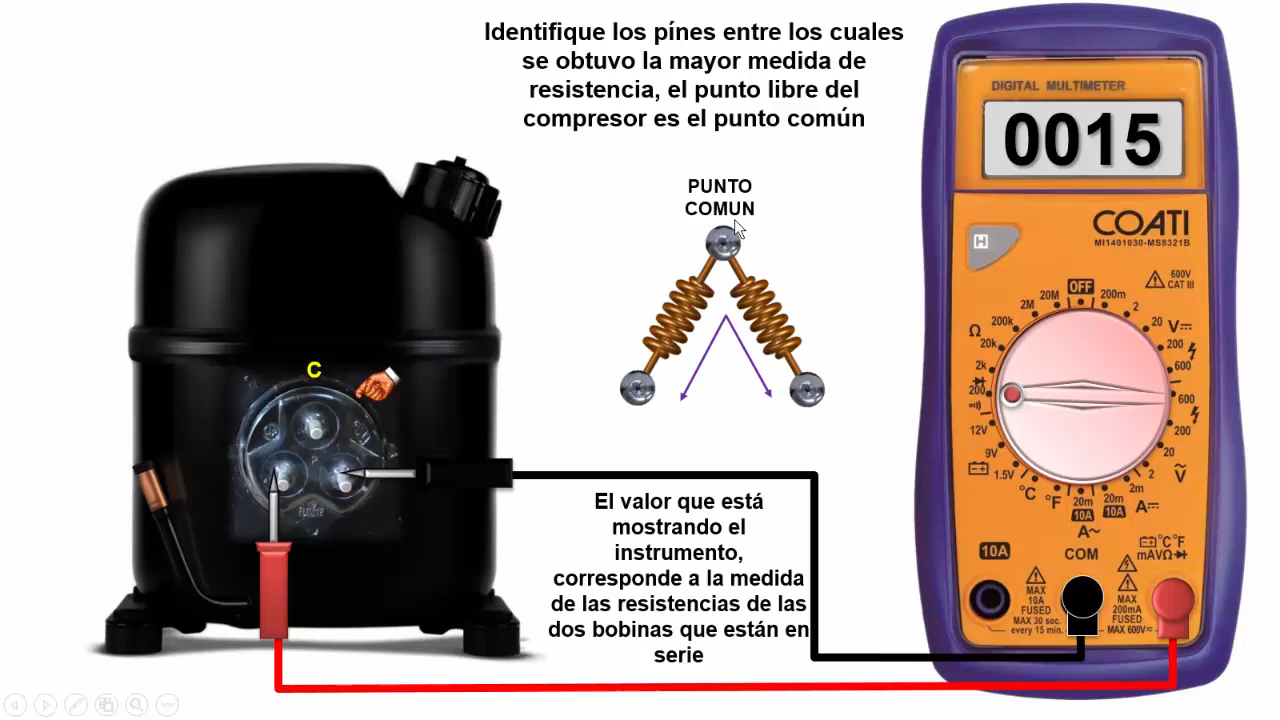 Identifique los pínes entre los cuales
se obtuvo la mayor medida de
resistencia, el punto libre del
compresor es el punto común
PUNTO
COMUN
C
El valor que está
mostrando el
instrumento,
corresponde a la medida
de las resistencias de las
dos bobinas que están en
serie
DIGITAL MULTIMETER
0015
COATI
MI1401030-MS8321B
H
600V
CAT III
OFF
200m
2
20
V
200
600
600
200
20
2
V
2m
20m
10A
A
20m
10A
A~
°F
°C
1.5V
9V
12V
200
20k
Ω
200k
2M
20M
10A
COM
°C°F
mAVΩ
MAX
10A
FUSED
MAX 30 sec.
every 15 min.
MAX
200mA
FUSED
MAX 600V